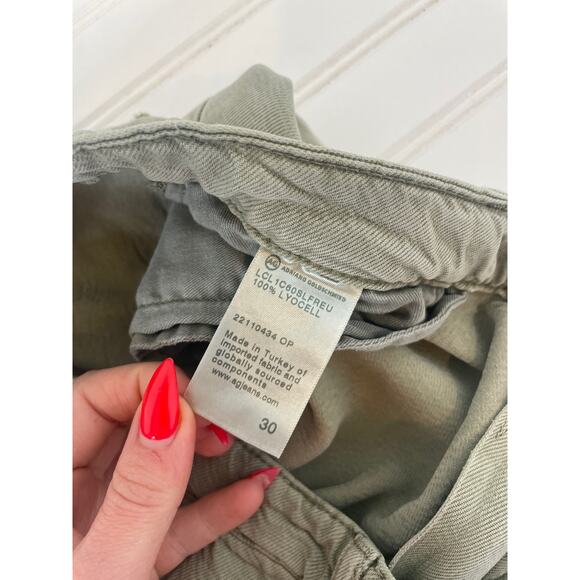 AG ADRIANO GOLDSCHMIED
LCL1C60SLFREU
100% LYOCELL
22110434 OP
Made in Turkey of
imported fabric and
globally sourced
components
www.agjeans.com
30